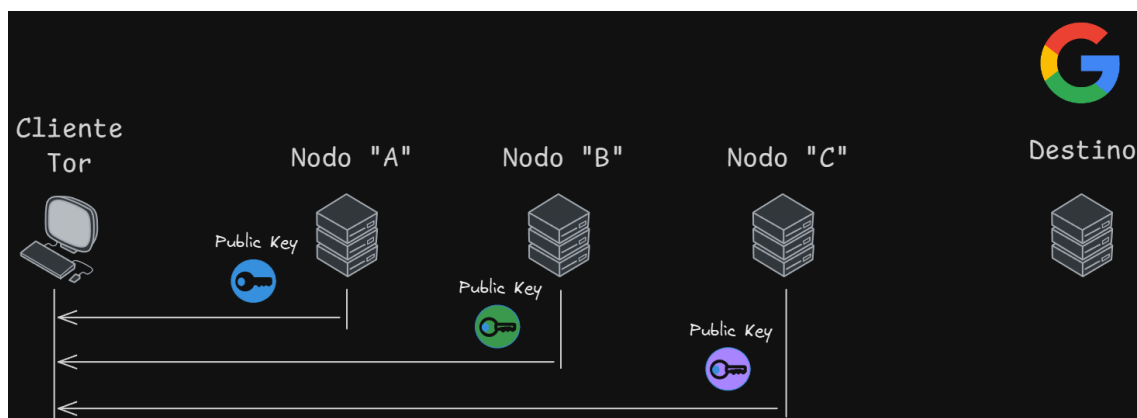 Cliente
Tor
Nodo "A"
Nodo "B"
Nodo "C"
Destino
Public Key
Public Key
Public Key